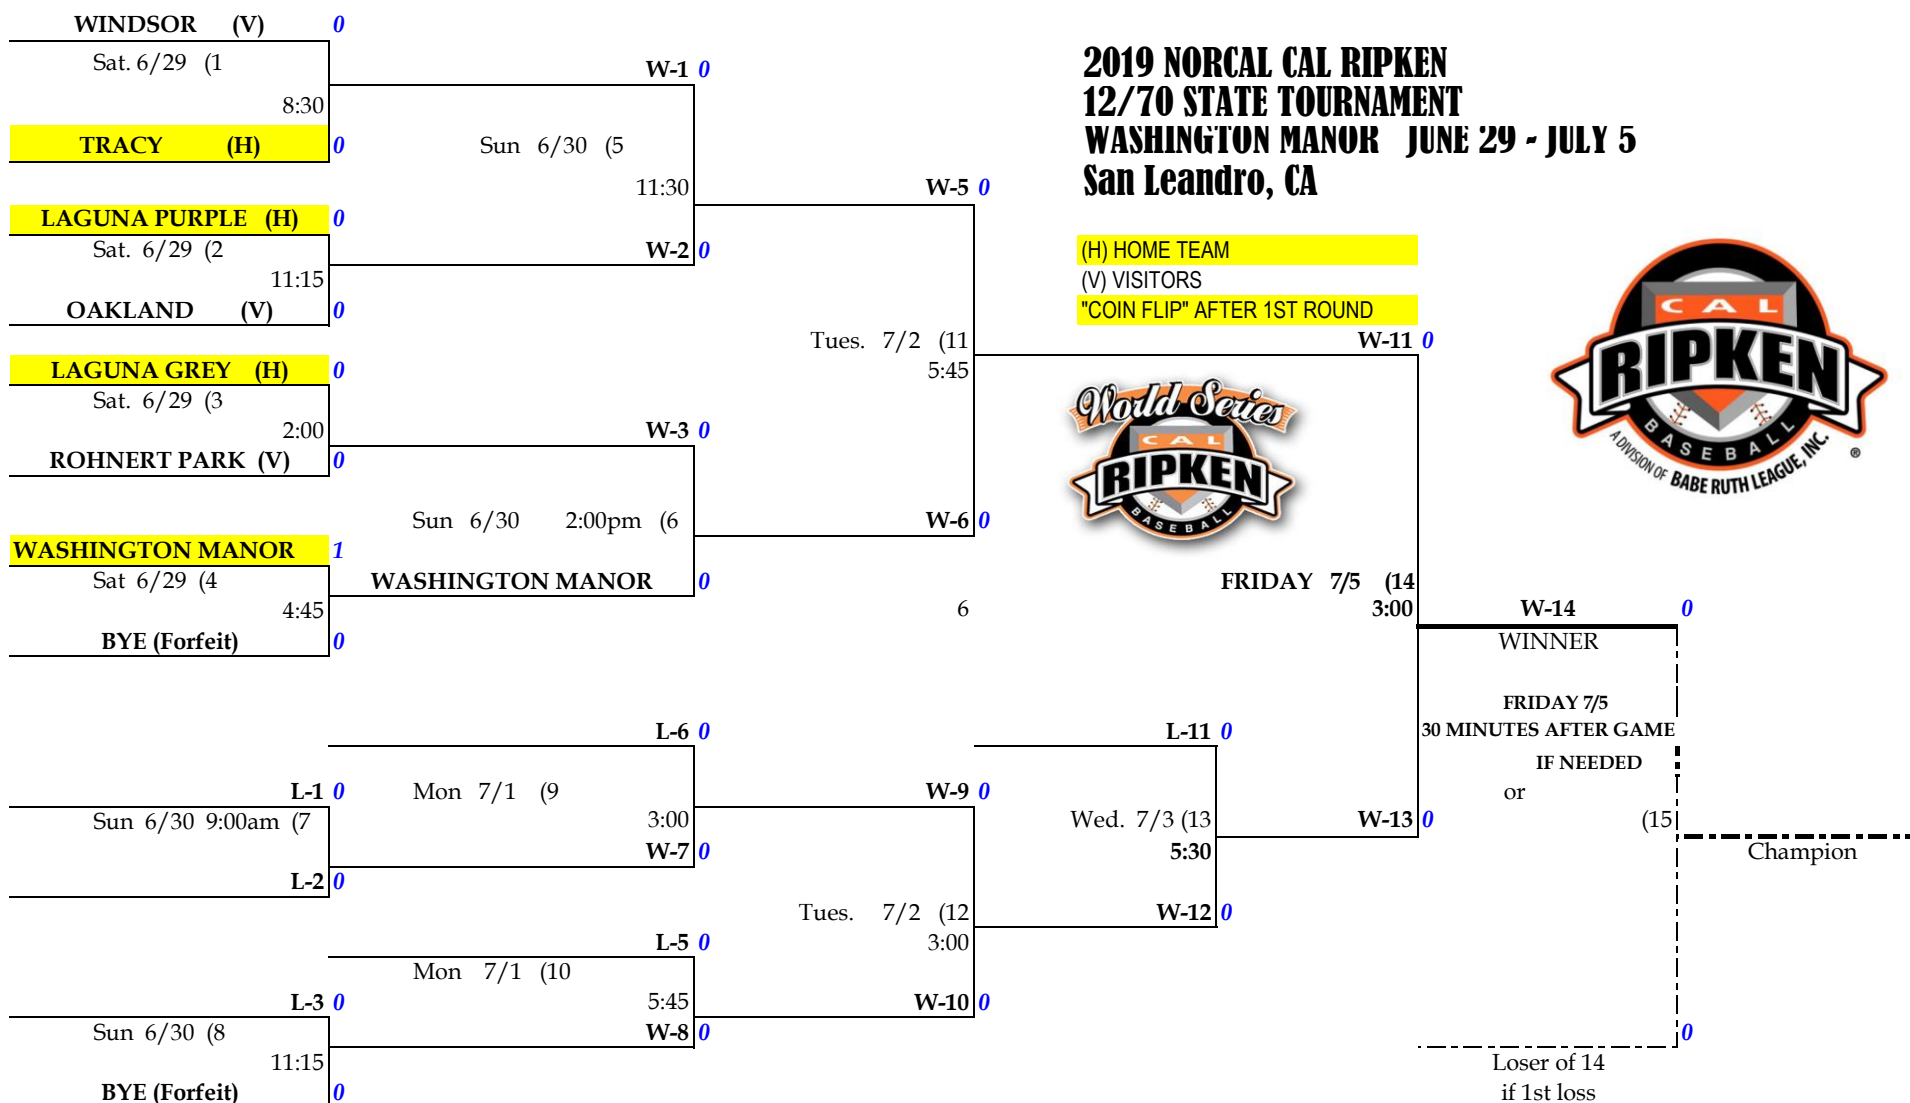 WINDSOR (V) 0
Sat. 6/29 (1
8:30
TRACY (H) 0
LAGUNA PURPLE (H) 0
Sat. 6/29 (2
11:15
OAKLAND (V) 0
LAGUNA GREY (H) 0
Sat. 6/29 (3
2:00
ROHNERT PARK (V) 0
WASHINGTON MANOR 1
Sat 6/29 (4
4:45
BYE (Forfeit) 0
W-1 0
Sun 6/30 (5
11:30
W-2 0
W-3 0
Sun 6/30 2:00pm (6
WASHINGTON MANOR 0
W-5 0
Tues. 7/2 (11
5:45
W-6 0
6
2019 NORCAL CAL RIPKEN
12/70 STATE TOURNAMENT
WASHINGTON MANOR JUNE 29 - JULY 5
San Leandro, CA
(H) HOME TEAM
(V) VISITORS
"COIN FLIP" AFTER 1ST ROUND
W-11 0
World Series
CAL
RIPKEN
BASEBALL
CAL
RIPKEN
BASEBALL
A DIVISION OF BABE RUTH LEAGUE, INC. ®
FRIDAY 7/5 (14
3:00
W-14 0
WINNER
FRIDAY 7/5
30 MINUTES AFTER GAME
IF NEEDED
or
(15
Champion
L-1 0
Sun 6/30 9:00am (7
L-2 0
L-3 0
Sun 6/30 (8
11:15
BYE (Forfeit) 0
L-6 0
Mon 7/1 (9
3:00
W-7 0
L-5 0
Mon 7/1 (10
5:45
W-8 0
W-9 0
Tues. 7/2 (12
3:00
W-10 0
L-11 0
Wed. 7/3 (13
5:30
W-12 0
W-13 0
0
Loser of 14
if 1st loss